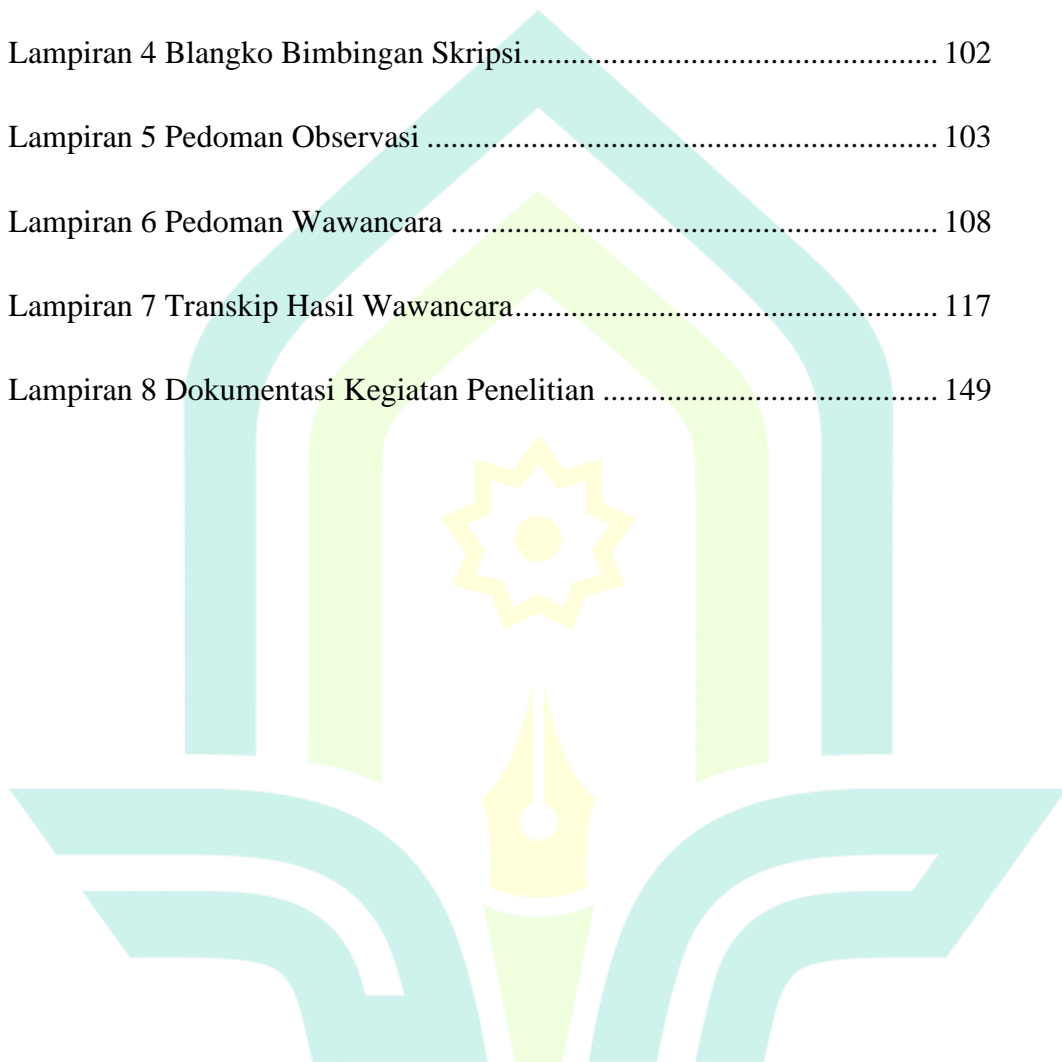 Lampiran 4 Blangko Bimbingan Skripsi.................................................... 102
Lampiran 5 Pedoman Observasi ................................................................ 103
Lampiran 6 Pedoman Wawancara ............................................................. 108
Lampiran 7 Transkip Hasil Wawancara..................................................... 117
Lampiran 8 Dokumentasi Kegiatan Penelitian .......................................... 149